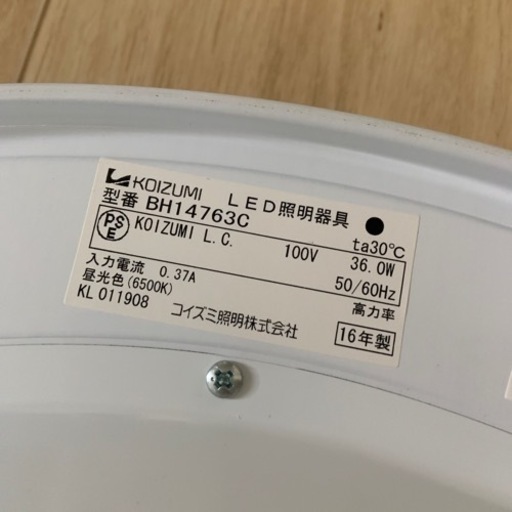 KOIZUMI LED照明器具
型番 BH14763C ta30℃
PSE KOIZUMI L.C. 100V 36.0W
入力電流 0.37A 50/60Hz
昼光色(6500K) 高力率
KL 011908 コイズミ照明株式会社 16年製